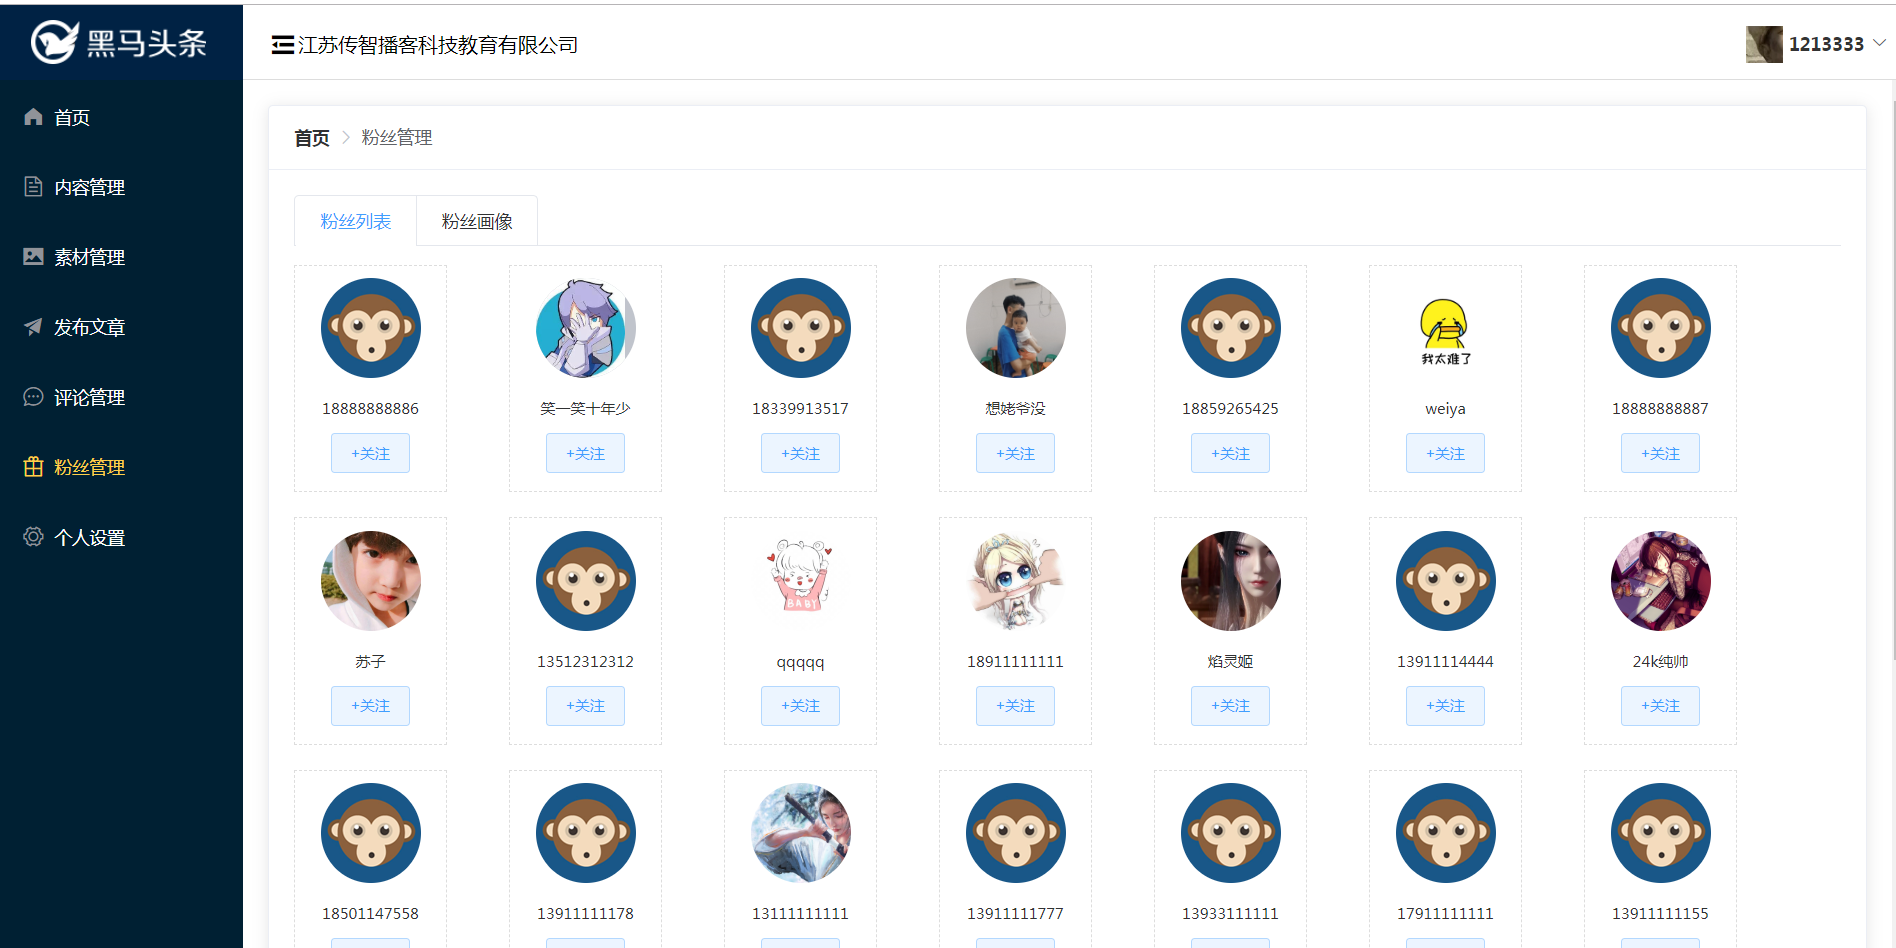 黑马头条
江苏传智播客科技教育有限公司
1213333
首页
内容管理
素材管理
发布文章
评论管理
粉丝管理
个人设置
首页 > 粉丝管理
粉丝列表 粉丝画像
我太难了
18888888886 笑一笑十年少 18339913517 想姥爷没 18859265425 weiya 18888888887
+关注 +关注 +关注 +关注 +关注 +关注 +关注
BABY
苏子 13512312312 qqqqq 18911111111 焰灵姬 13911114444 24k纯帅
+关注 +关注 +关注 +关注 +关注 +关注 +关注
18501147558 13911111178 13111111111 13911111777 13933111111 17911111111 13911111155